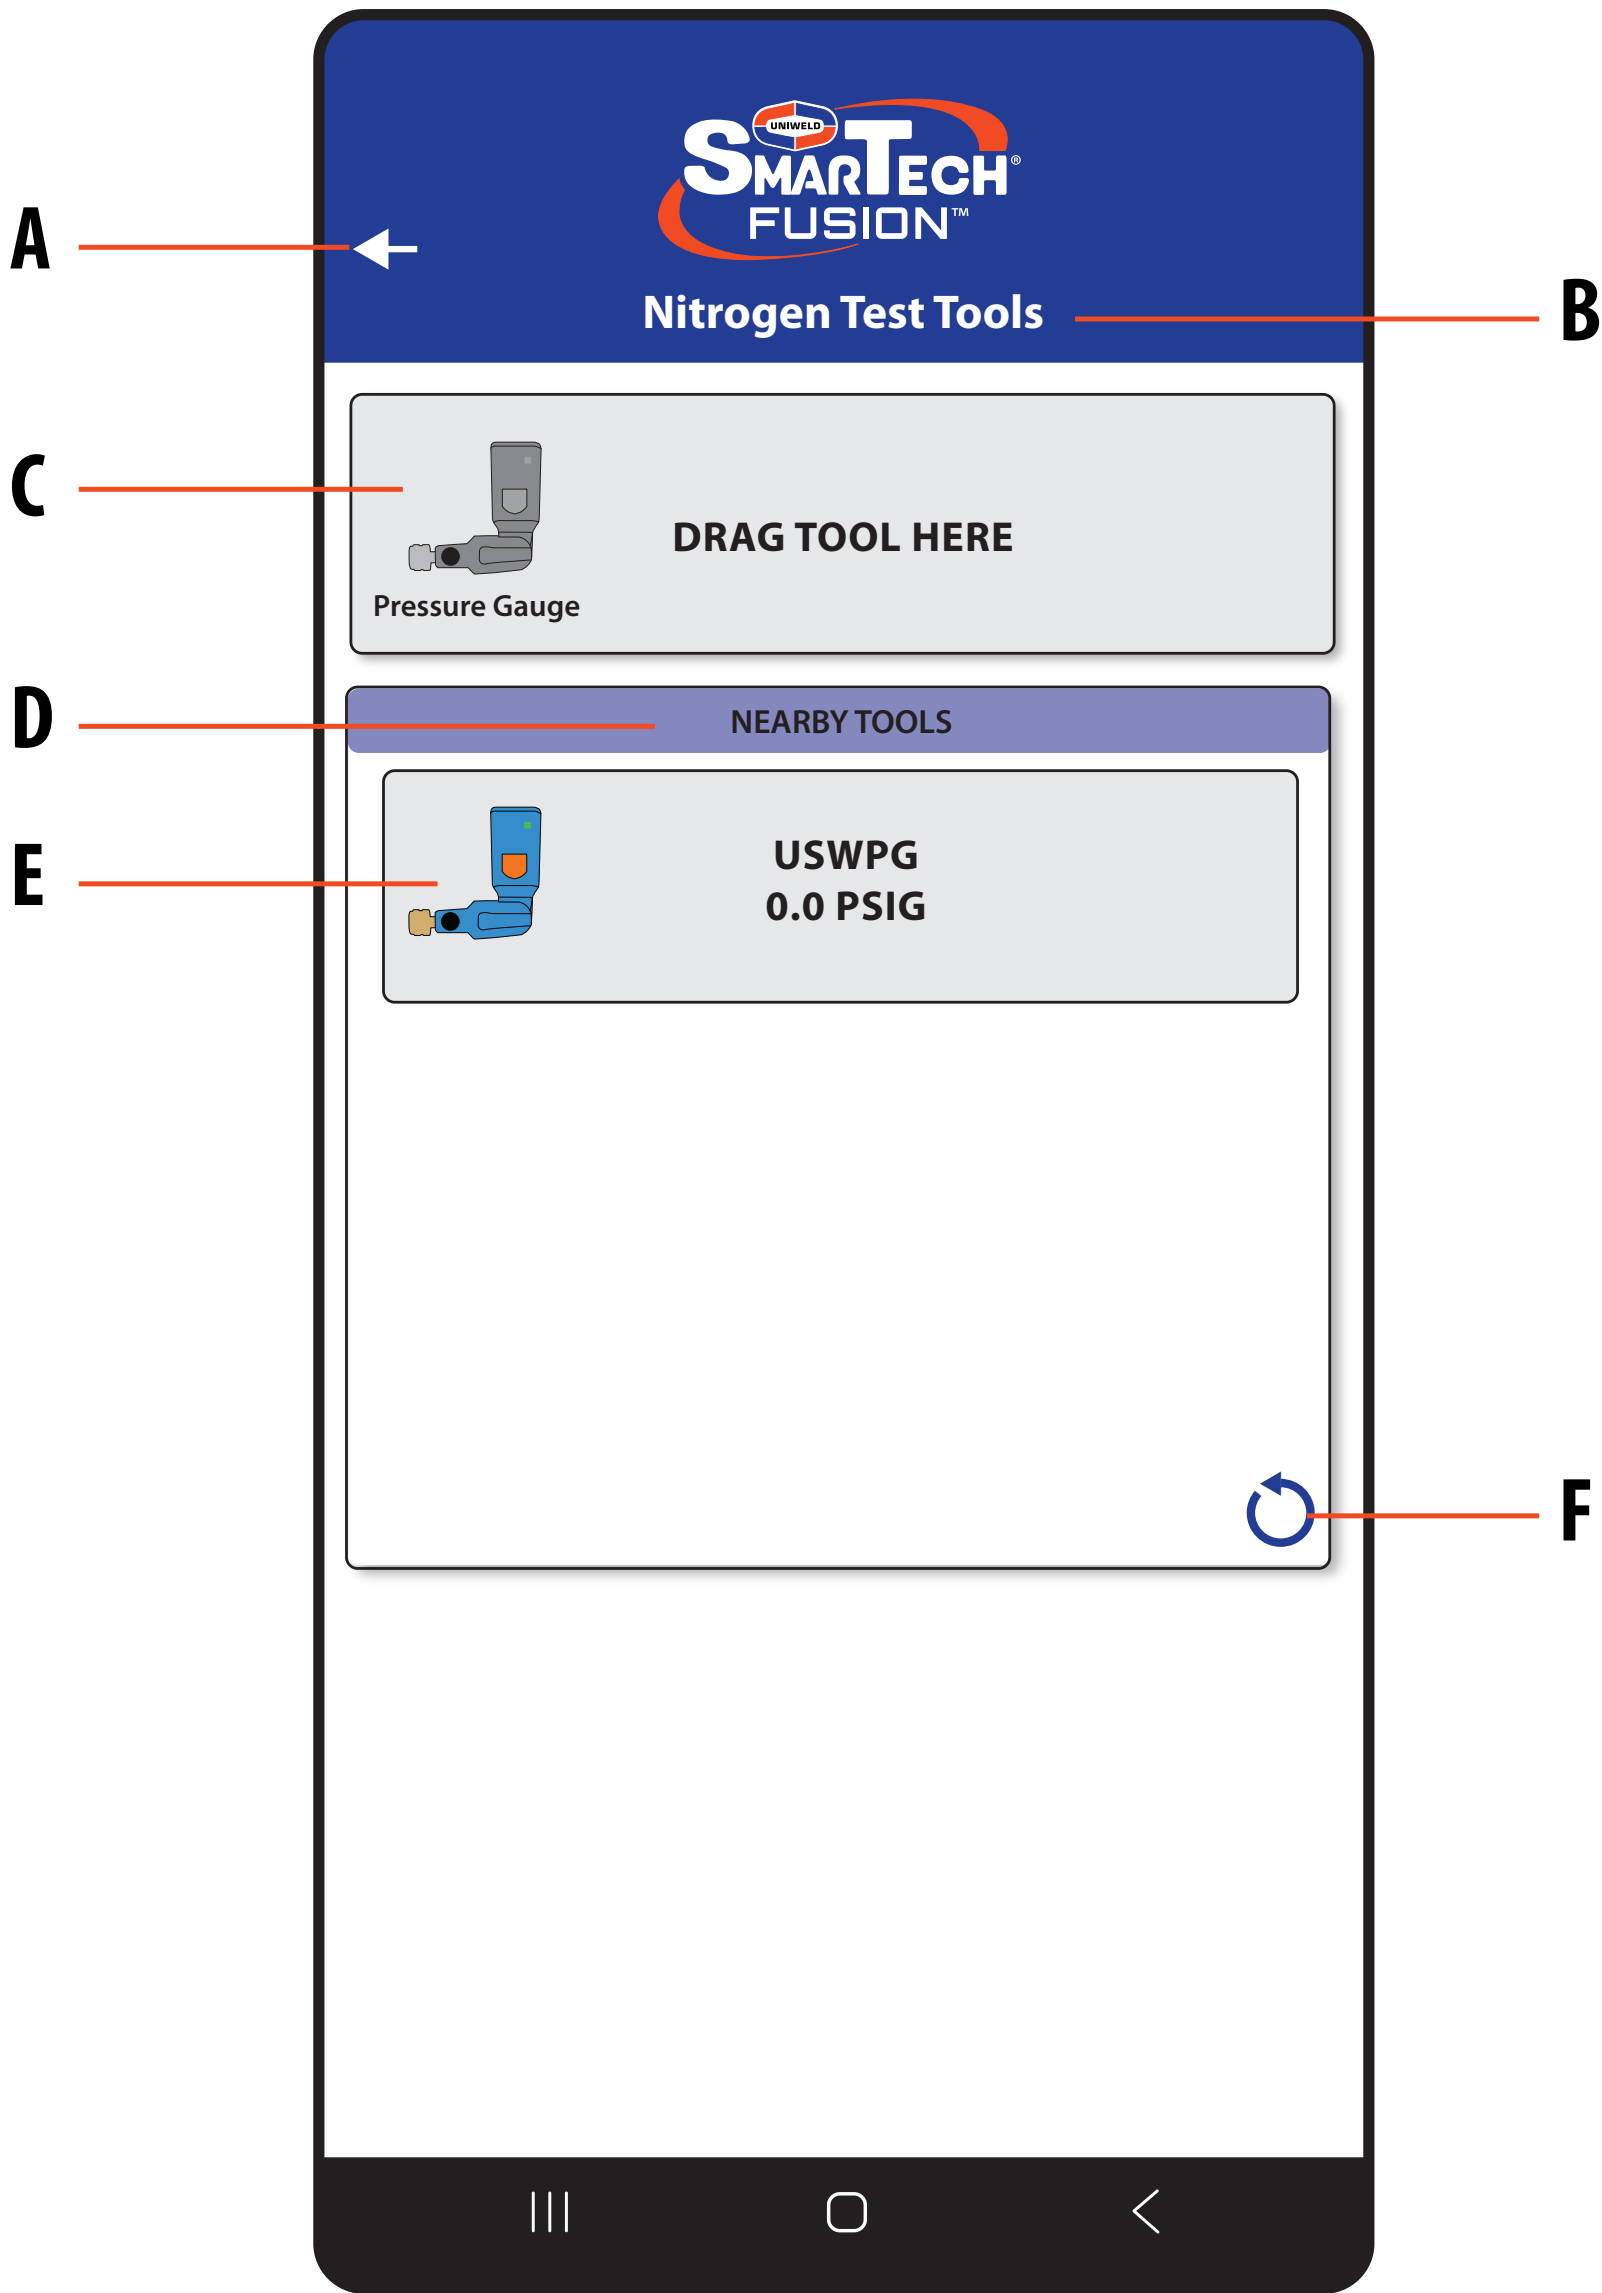 UNIWELD
SMARTECH®
FUSION™
A
Nitrogen Test Tools
B
C
DRAG TOOL HERE
Pressure Gauge
D
NEARBY TOOLS
E
USWPG
0.0 PSIG
F